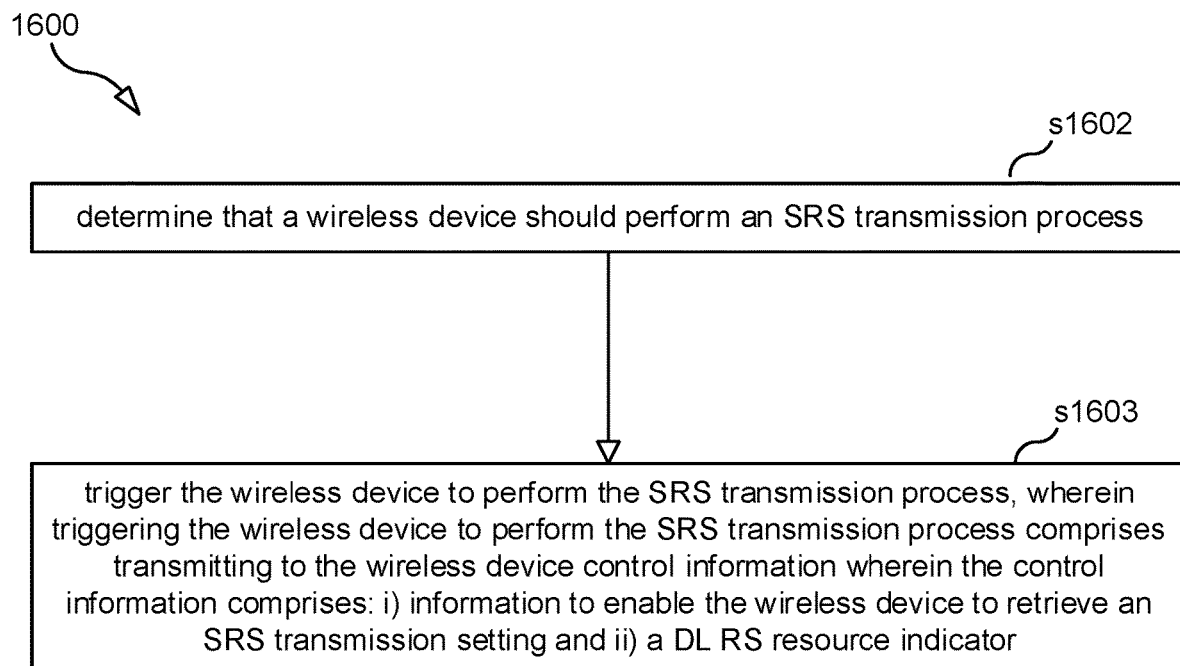 1600
s1602
determine that a wireless device should perform an SRS transmission process
s1603
trigger the wireless device to perform the SRS transmission process, wherein
triggering the wireless device to perform the SRS transmission process comprises
transmitting to the wireless device control information wherein the control
information comprises: i) information to enable the wireless device to retrieve an
SRS transmission setting and ii) a DL RS resource indicator